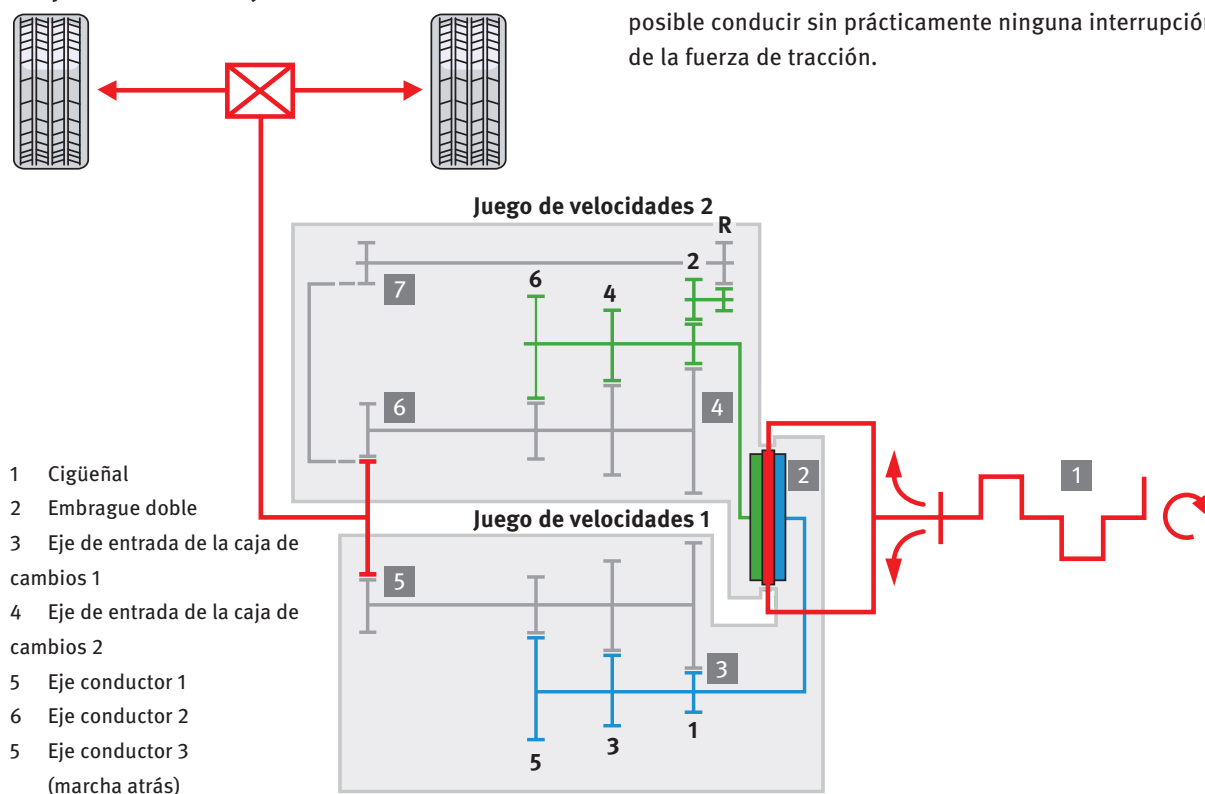 posible conducir sin prácticamente ninguna interrupción
de la fuerza de tracción.
Juego de velocidades 2
R
2
6
4
7
6
4
2
1
Juego de velocidades 1
5
3
1
3
5
1 Cigüeñal
2 Embrague doble
3 Eje de entrada de la caja de
cambios 1
4 Eje de entrada de la caja de
cambios 2
5 Eje conductor 1
6 Eje conductor 2
5 Eje conductor 3
(marcha atrás)